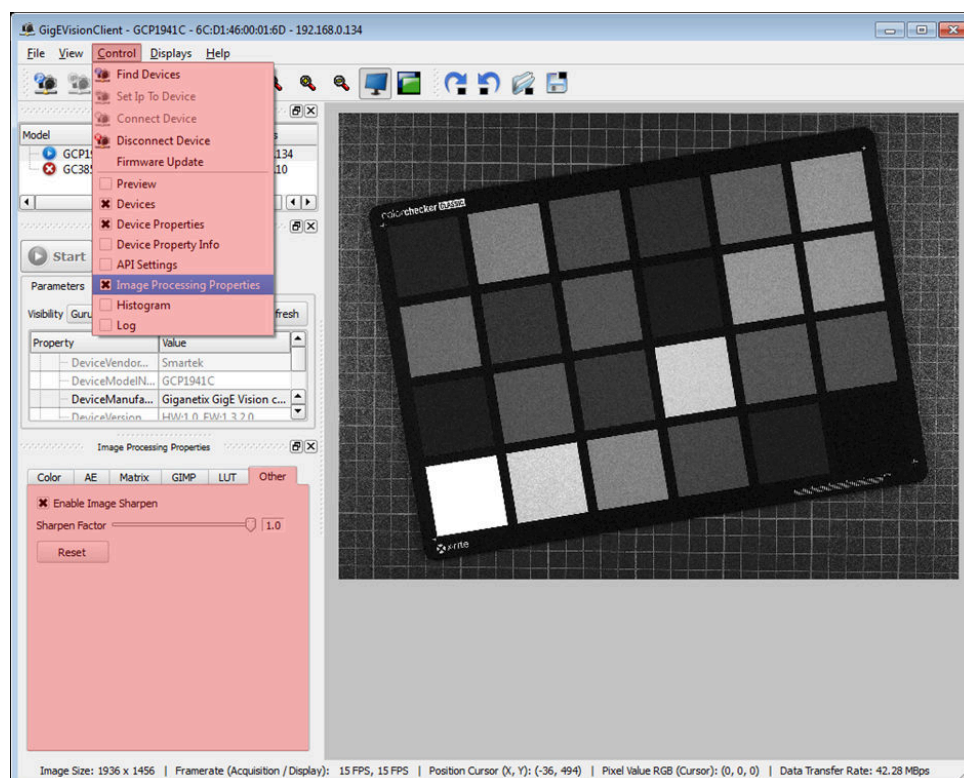 GigEVisionClient - GCP1941C - 6C:D1:46:00:01:6D - 192.168.0.134
File View Control Displays Help
Find Devices
Set Ip To Device
Connect Device
Disconnect Device
Firmware Update
Preview
Devices
Device Properties
Device Property Info
API Settings
Image Processing Properties
Histogram
Log
Model
GCP19 .134
GC385 .10
Start
Parameters
Visibility Guru
Property Value
DeviceVendor... Smartek
DeviceModelN... GCP1941C
DeviceManufa... Giganetix GigE Vision c...
DeviceVersion HW:1.0, FW:1.3.2.0
Image Processing Properties
Color AE Matrix GIMP LUT Other
Enable Image Sharpen
Sharpen Factor 1.0
Reset
colorchecker CLASSIC
x-rite
Image Size: 1936 x 1456 | Framerate (Acquisition / Display): 15 FPS, 15 FPS | Position Cursor (X, Y): (-36, 494) | Pixel Value RGB (Cursor): (0, 0, 0) | Data Transfer Rate: 42.28 MBps